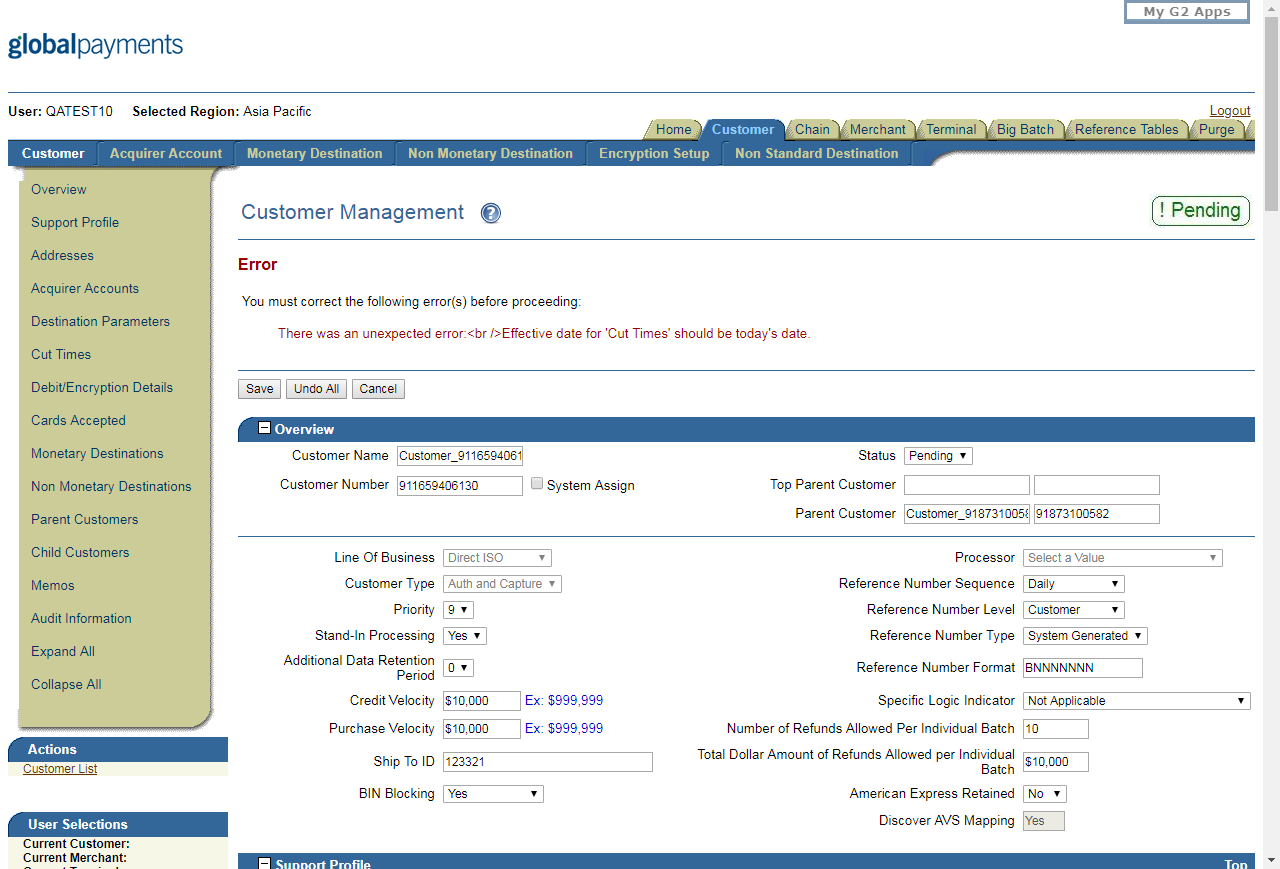 My G2 Apps
globalpayments
User: QATEST10 Selected Region: Asia Pacific
Logout
Home Customer Chain Merchant Terminal Big Batch Reference Tables Purge
Customer Acquirer Account Monetary Destination Non Monetary Destination Encryption Setup Non Standard Destination
Overview
Support Profile
Addresses
Acquirer Accounts
Destination Parameters
Cut Times
Debit/Encryption Details
Cards Accepted
Monetary Destinations
Non Monetary Destinations
Parent Customers
Child Customers
Memos
Audit Information
Expand All
Collapse All
Actions
Customer List
User Selections
Current Customer:
Current Merchant:
Customer Management ?
! Pending
Error
You must correct the following error(s) before proceeding:
There was an unexpected error:<br />Effective date for 'Cut Times' should be today's date.
Save Undo All Cancel
Overview
Customer Name Customer_9116594061 Status Pending
Customer Number 911659406130 System Assign Top Parent Customer
Parent Customer Customer_9187310058 91873100582
Line Of Business Direct ISO Processor Select a Value
Customer Type Auth and Capture Reference Number Sequence Daily
Priority 9 Reference Number Level Customer
Stand-In Processing Yes Reference Number Type System Generated
Additional Data Retention
Period 0 Reference Number Format BNNNNNNN
Credit Velocity $10,000 Ex: $999,999 Specific Logic Indicator Not Applicable
Purchase Velocity $10,000 Ex: $999,999 Number of Refunds Allowed Per Individual Batch 10
Ship To ID 123321 Total Dollar Amount of Refunds Allowed per Individual
Batch $10,000
BIN Blocking Yes American Express Retained No
Discover AVS Mapping Yes
Support Profile Top